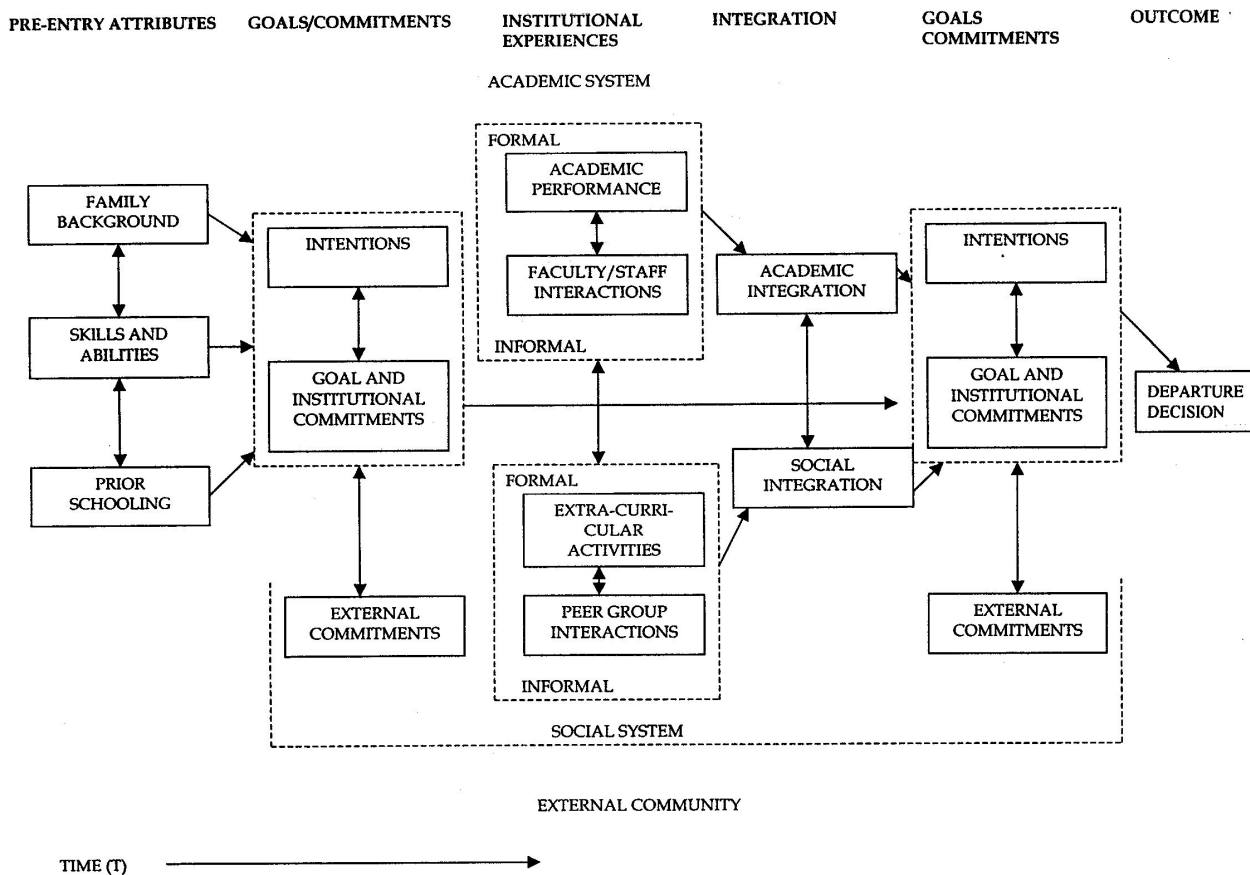 PRE-ENTRY ATTRIBUTES
GOALS/COMMITMENTS
INSTITUTIONAL
EXPERIENCES
INTEGRATION
GOALS
COMMITMENTS
OUTCOME
ACADEMIC SYSTEM
FAMILY
BACKGROUND
SKILLS AND
ABILITIES
PRIOR
SCHOOLING
INTENTIONS
GOAL AND
INSTITUTIONAL
COMMITMENTS
EXTERNAL
COMMITMENTS
FORMAL
ACADEMIC
PERFORMANCE
FACULTY/STAFF
INTERACTIONS
INFORMAL
FORMAL
EXTRA-CURRI-
CULAR
ACTIVITIES
PEER GROUP
INTERACTIONS
INFORMAL
ACADEMIC
INTEGRATION
SOCIAL
INTEGRATION
INTENTIONS
GOAL AND
INSTITUTIONAL
COMMITMENTS
EXTERNAL
COMMITMENTS
DEPARTURE
DECISION
SOCIAL SYSTEM
EXTERNAL COMMUNITY
TIME (T)